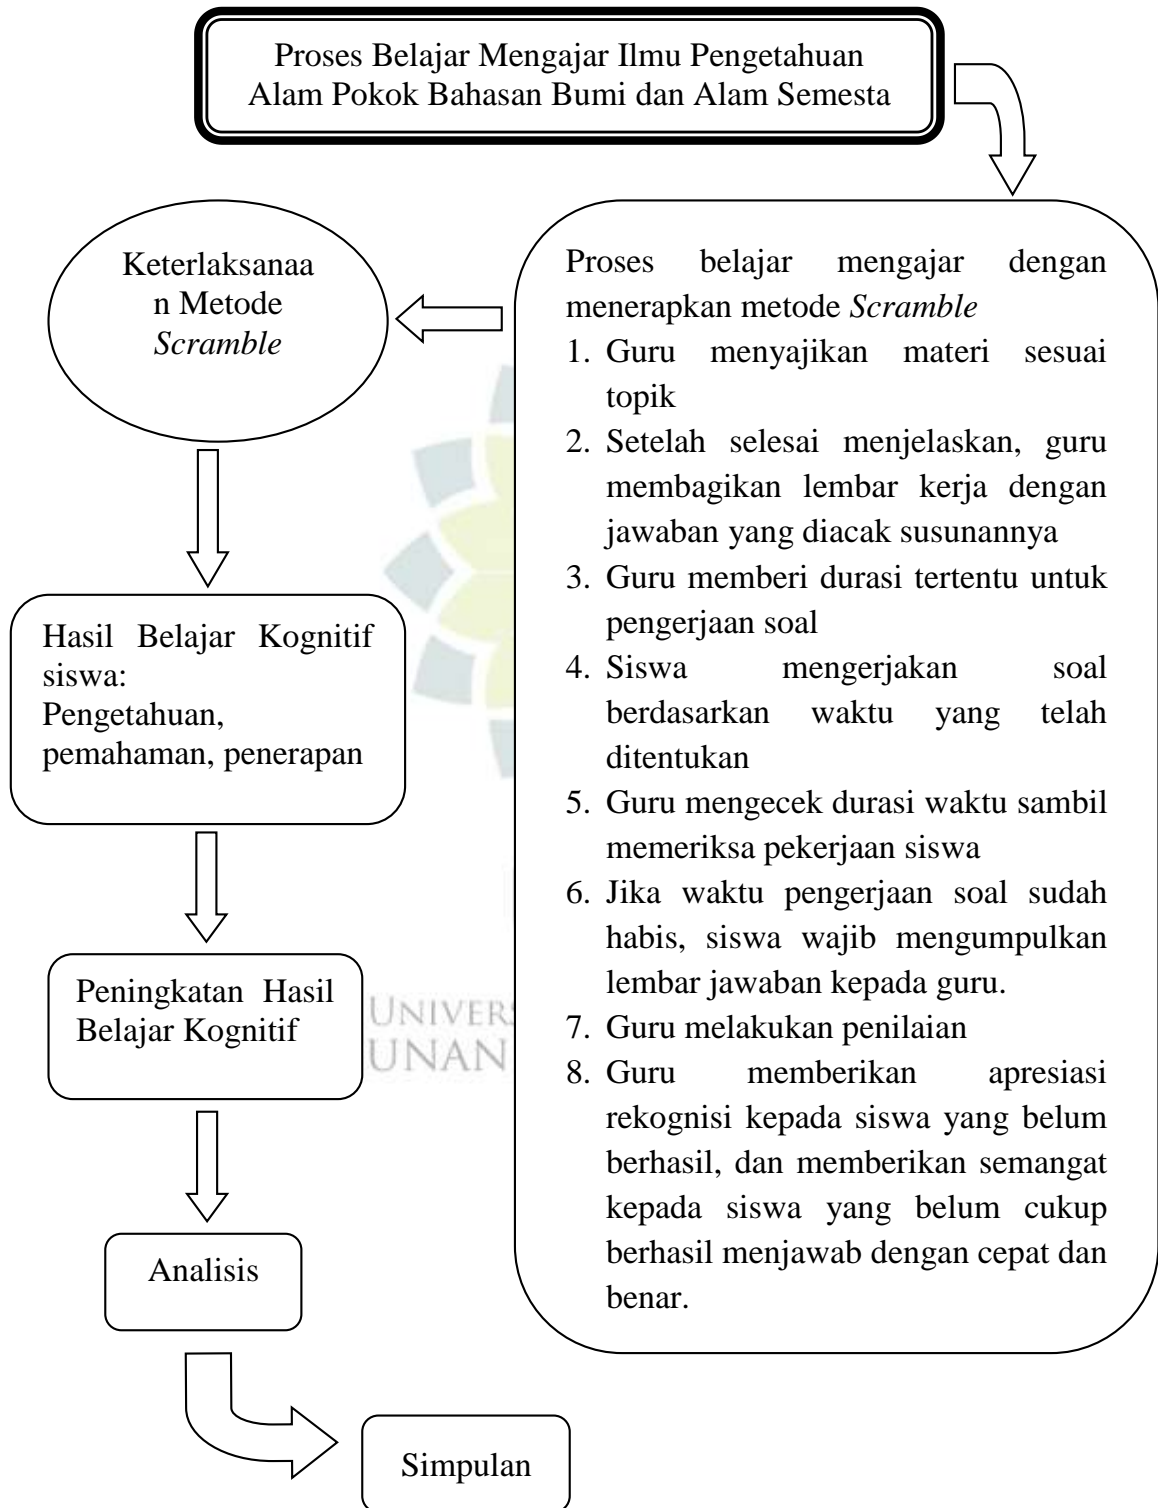 Proses Belajar Mengajar Ilmu Pengetahuan
Alam Pokok Bahasan Bumi dan Alam Semesta
Keterlaksanaa
n Metode
Scramble
Proses belajar mengajar dengan
menerapkan metode Scramble
1. Guru menyajikan materi sesuai
topik
2. Setelah selesai menjelaskan, guru
membagikan lembar kerja dengan
jawaban yang diacak susunannya
3. Guru memberi durasi tertentu untuk
pengerjaan soal
4. Siswa mengerjakan soal
berdasarkan waktu yang telah
ditentukan
5. Guru mengecek durasi waktu sambil
memeriksa pekerjaan siswa
6. Jika waktu pengerjaan soal sudah
habis, siswa wajib mengumpulkan
lembar jawaban kepada guru.
7. Guru melakukan penilaian
8. Guru memberikan apresiasi
rekognisi kepada siswa yang belum
berhasil, dan memberikan semangat
kepada siswa yang belum cukup
berhasil menjawab dengan cepat dan
benar.
Hasil Belajar Kognitif
siswa:
Pengetahuan,
pemahaman, penerapan
Peningkatan Hasil
Belajar Kognitif
Analisis
Simpulan